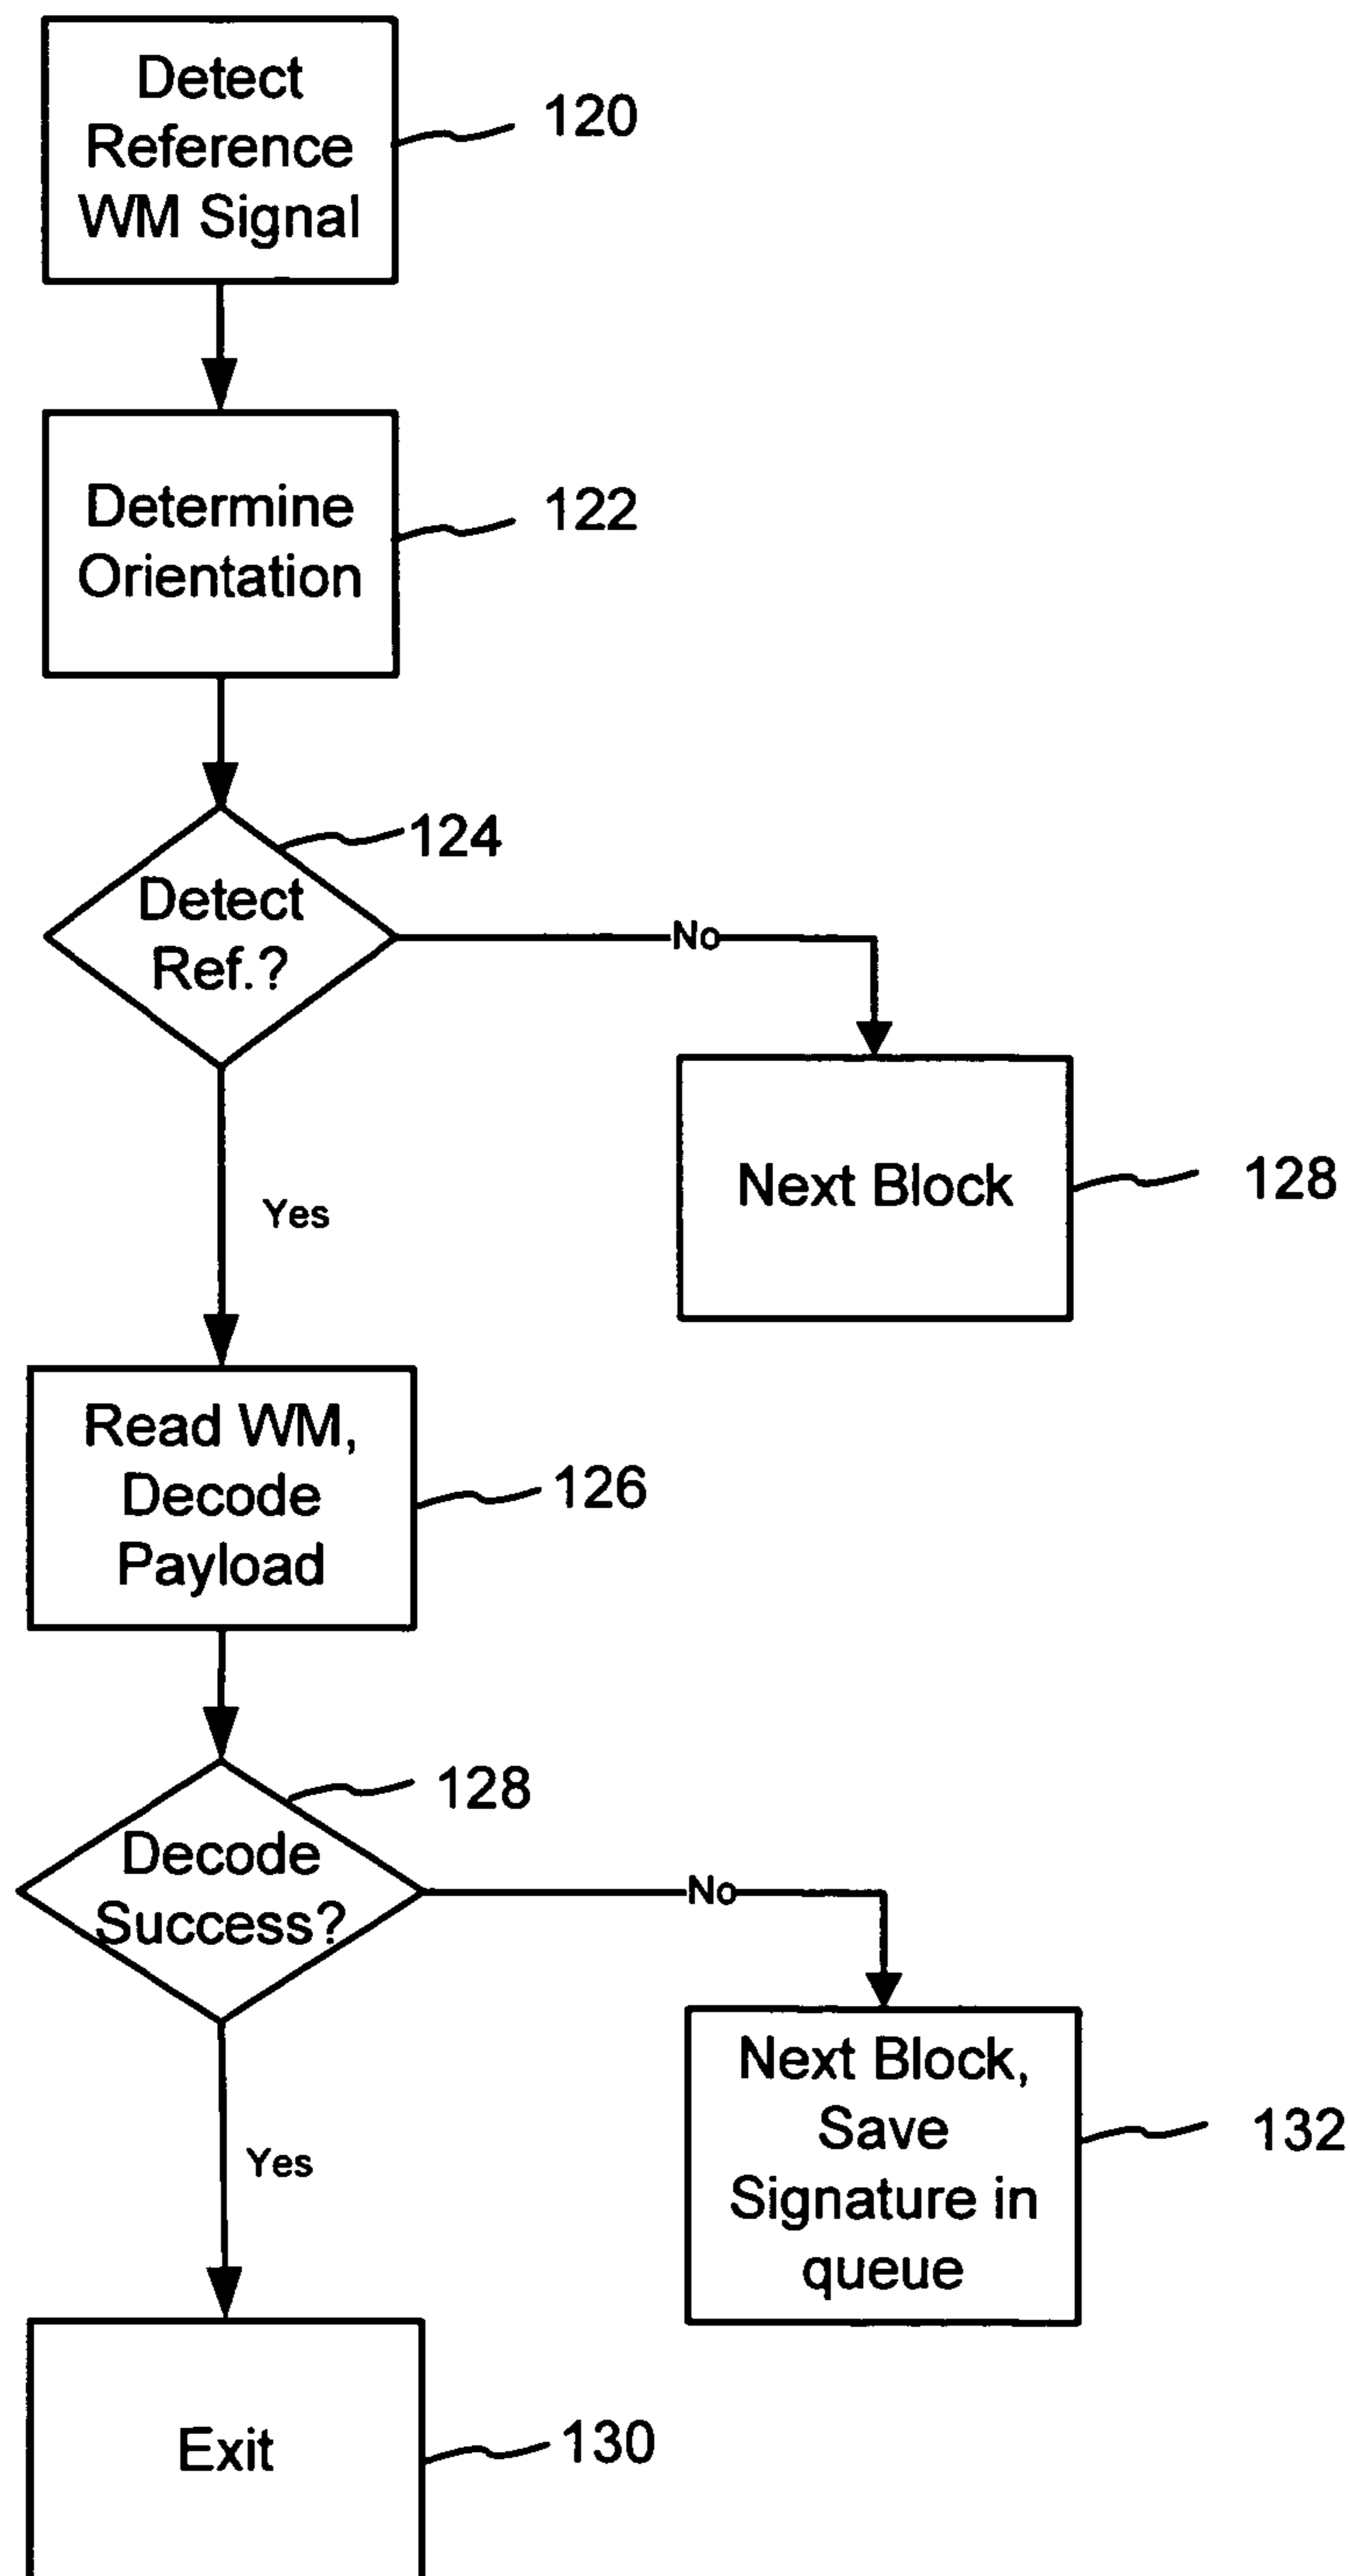 Detect
Reference
WM Signal
120
Determine
Orientation
122
124
Detect
Ref.?
No
Next Block
128
Yes
Read WM,
Decode
Payload
126
128
Decode
Success?
No
Next Block,
Save
Signature in
queue
132
Yes
Exit
130